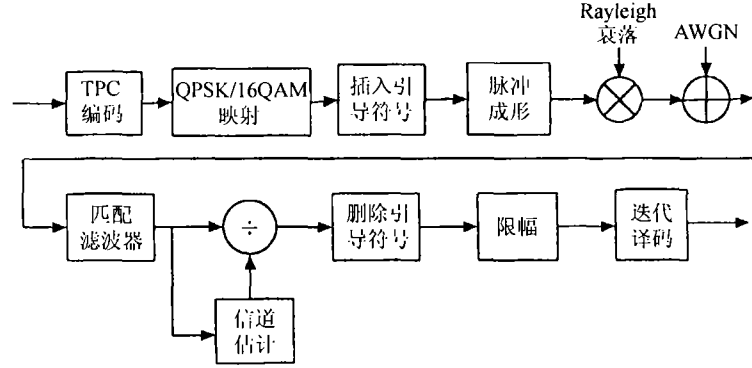 Rayleigh
衰落
AWGN
TPC
编码
QPSK/16QAM
映射
插入引
导符号
脉冲
成形
匹配
滤波器
÷
删除引
导符号
限幅
迭代
译码
信道
估计